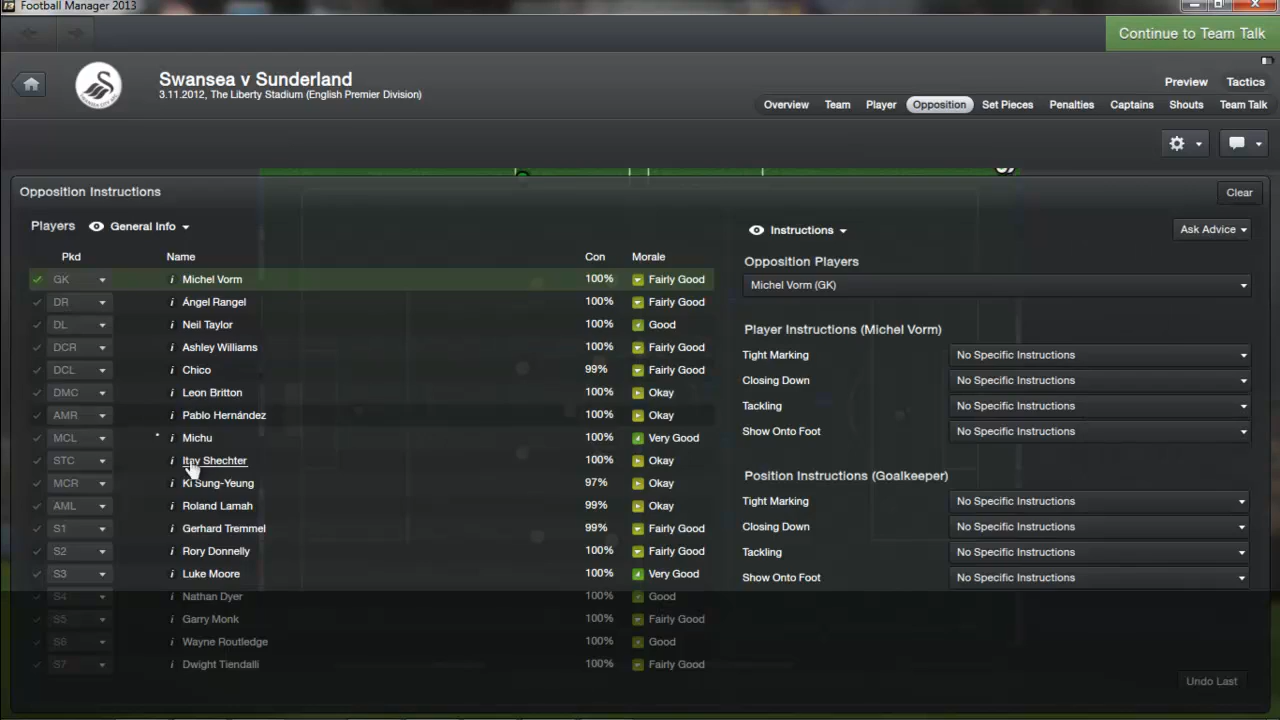 Football Manager 2013
Continue to Team Talk
Swansea v Sunderland
3.11.2012, The Liberty Stadium (English Premier Division)
Preview Tactics
Overview Team Player Opposition Set Pieces Penalties Captains Shouts Team Talk
Opposition Instructions
Clear
Players General Info
Instructions
Ask Advice
Pkd Name Con Morale
GK i Michel Vorm 100% Fairly Good
DR i Ángel Rangel 100% Fairly Good
DL i Neil Taylor 100% Good
DCR i Ashley Williams 100% Fairly Good
DCL i Chico 99% Fairly Good
DMC i Leon Britton 100% Okay
AMR i Pablo Hernández 100% Okay
MCL i Michu 100% Very Good
STC i Itay Shechter 100% Okay
MCR i Ki Sung-Yeung 97% Okay
AML i Roland Lamah 99% Okay
S1 i Gerhard Tremmel 99% Fairly Good
S2 i Rory Donnelly 100% Fairly Good
S3 i Luke Moore 100% Very Good
S4 i Nathan Dyer 100% Good
S5 i Garry Monk 100% Fairly Good
S6 i Wayne Routledge 100% Good
S7 i Dwight Tiendalli 100% Fairly Good
Opposition Players
Michel Vorm (GK)
Player Instructions (Michel Vorm)
Tight Marking No Specific Instructions
Closing Down No Specific Instructions
Tackling No Specific Instructions
Show Onto Foot No Specific Instructions
Position Instructions (Goalkeeper)
Tight Marking No Specific Instructions
Closing Down No Specific Instructions
Tackling No Specific Instructions
Show Onto Foot No Specific Instructions
Undo Last